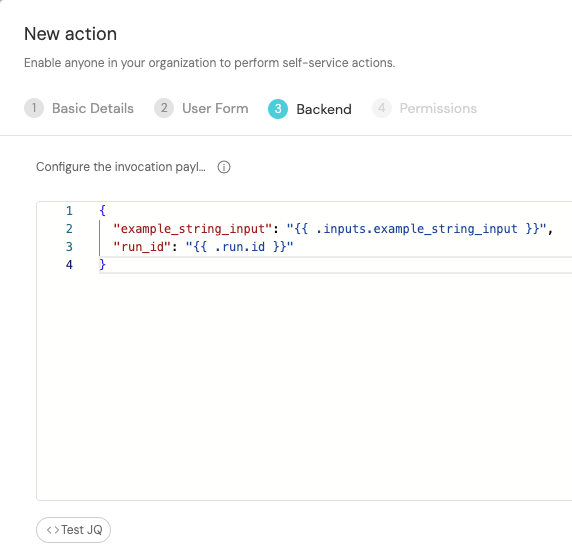 New action
Enable anyone in your organization to perform self-service actions.
1 Basic Details 2 User Form 3 Backend 4 Permissions
Configure the invocation payl...
1 {
2 "example_string_input": "{{ .inputs.example_string_input }}",
3 "run_id": "{{ .run.id }}"
4 }
<>Test JQ